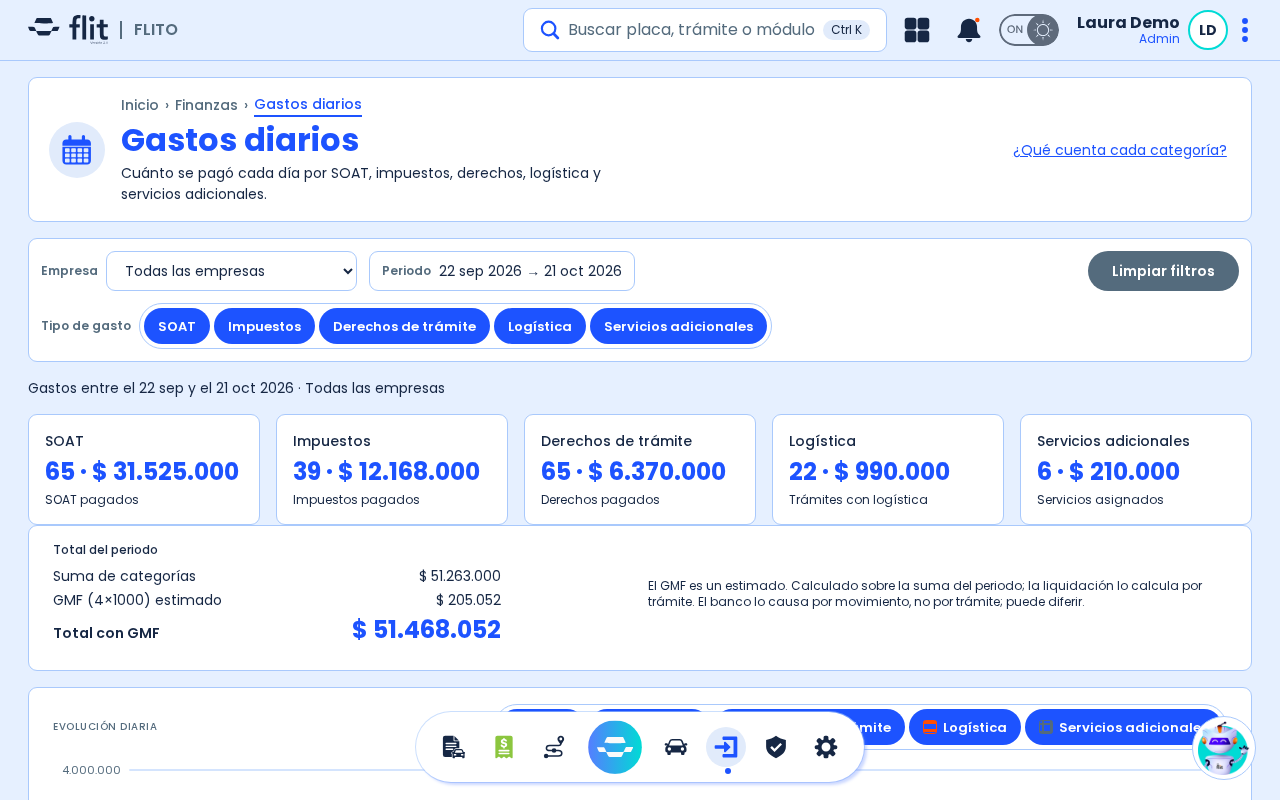 flit
FLITO
Buscar placa, trámite o módulo
Ctrl K
ON
Laura Demo
Admin
LD
Inicio › Finanzas › Gastos diarios
Gastos diarios
Cuánto se pagó cada día por SOAT, impuestos, derechos, logística y
servicios adicionales.
¿Qué cuenta cada categoría?
Empresa
Todas las empresas
Periodo 22 sep 2026 → 21 oct 2026
Limpiar filtros
Tipo de gasto
SOAT
Impuestos
Derechos de trámite
Logística
Servicios adicionales
Gastos entre el 22 sep y el 21 oct 2026 · Todas las empresas
SOAT
65 · $ 31.525.000
SOAT pagados
Impuestos
39 · $ 12.168.000
Impuestos pagados
Derechos de trámite
65 · $ 6.370.000
Derechos pagados
Logística
22 · $ 990.000
Trámites con logística
Servicios adicionales
6 · $ 210.000
Servicios asignados
Total del periodo
Suma de categorías $ 51.263.000
GMF (4×1000) estimado $ 205.052
Total con GMF $ 51.468.052
El GMF es un estimado. Calculado sobre la suma del periodo; la liquidación lo calcula por
trámite. El banco lo causa por movimiento, no por trámite; puede diferir.
EVOLUCIÓN DIARIA
Logística
Servicios adicionale
4.000.000